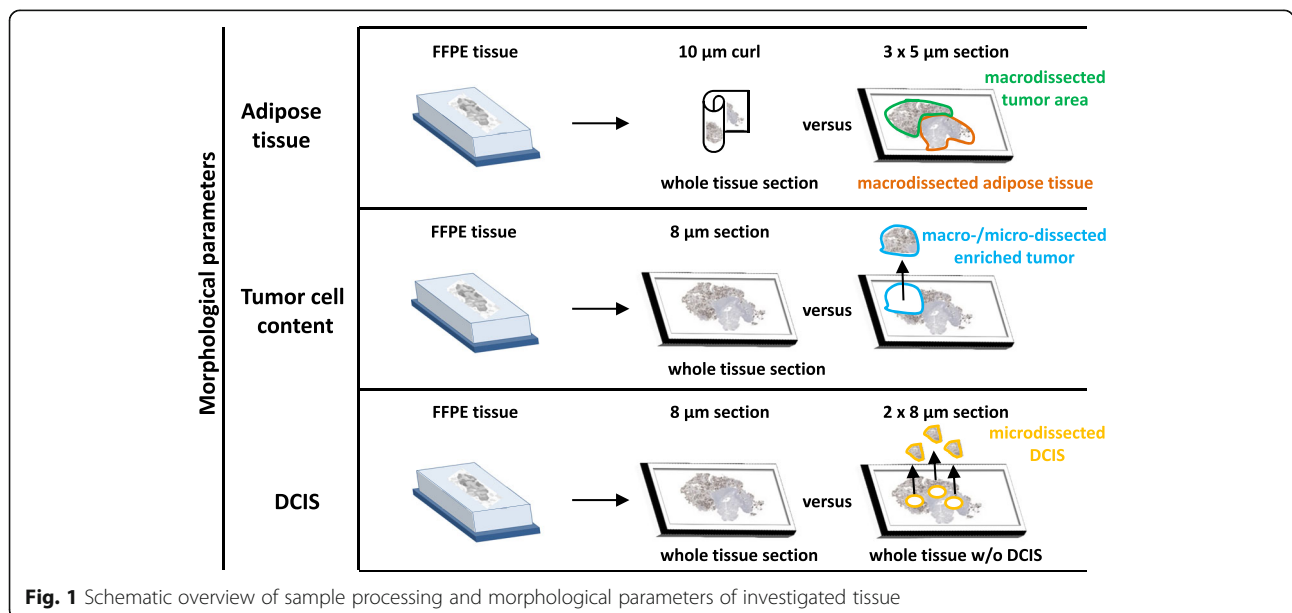 Morphological parameters
Adipose
tissue
FFPE tissue
10 µm curl
whole tissue section
versus
3 x 5 µm section
macrodissected
tumor area
macrodissected adipose tissue
Tumor cell
content
FFPE tissue
8 µm section
whole tissue section
versus
macro-/micro-dissected
enriched tumor
DCIS
FFPE tissue
8 µm section
whole tissue section
versus
2 x 8 µm section
microdissected
DCIS
whole tissue w/o DCIS
Fig. 1 Schematic overview of sample processing and morphological parameters of investigated tissue